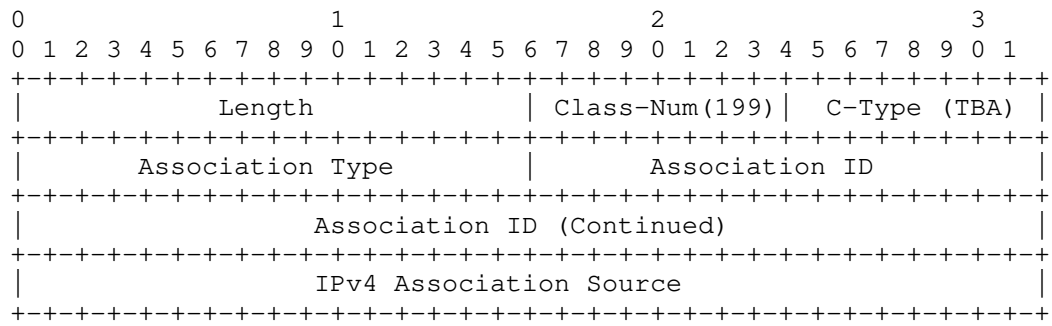 0                   1                   2                   3
0 1 2 3 4 5 6 7 8 9 0 1 2 3 4 5 6 7 8 9 0 1 2 3 4 5 6 7 8 9 0 1
+-+-+-+-+-+-+-+-+-+-+-+-+-+-+-+-+-+-+-+-+-+-+-+-+-+-+-+-+-+-+-+-+
|            Length             | Class-Num(199)|  C-Type (TBA) |
+-+-+-+-+-+-+-+-+-+-+-+-+-+-+-+-+-+-+-+-+-+-+-+-+-+-+-+-+-+-+-+-+
|       Association Type        |       Association ID          |
+-+-+-+-+-+-+-+-+-+-+-+-+-+-+-+-+-+-+-+-+-+-+-+-+-+-+-+-+-+-+-+-+
|                  Association ID (Continued)                   |
+-+-+-+-+-+-+-+-+-+-+-+-+-+-+-+-+-+-+-+-+-+-+-+-+-+-+-+-+-+-+-+-+
|                  IPv4 Association Source                      |
+-+-+-+-+-+-+-+-+-+-+-+-+-+-+-+-+-+-+-+-+-+-+-+-+-+-+-+-+-+-+-+-+